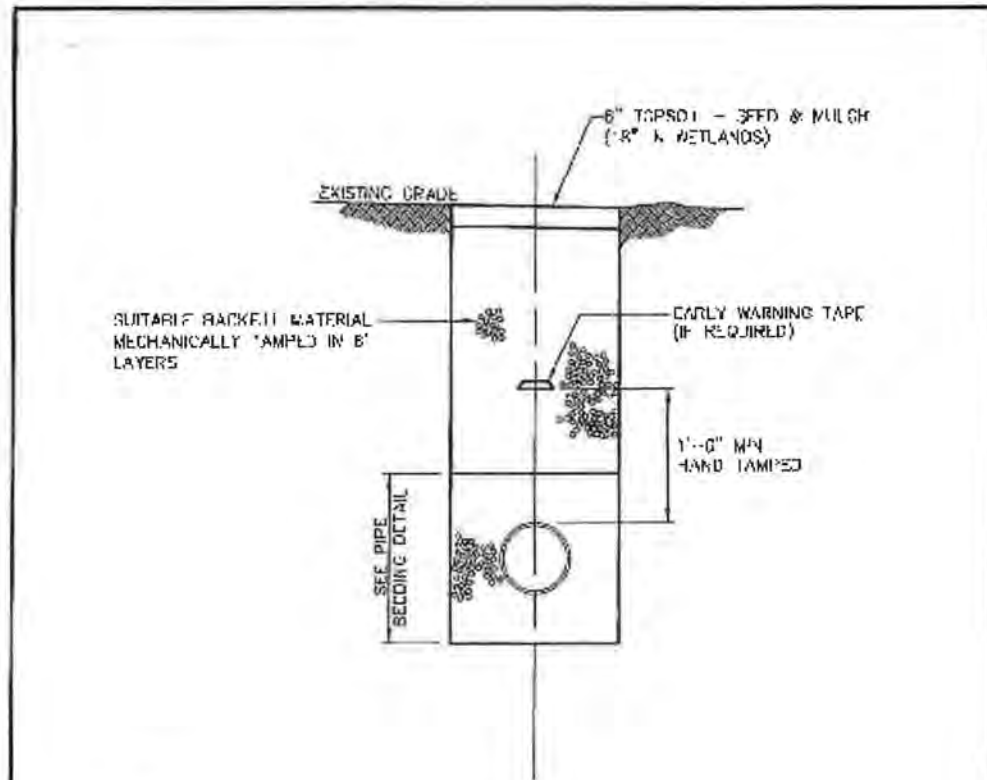 6" TOPSOIL - SEED & MULCH
(18" IN WETLANDS)
EXISTING GRADE
SUITABLE BACKFILL MATERIAL
MECHANICALLY TAMPED IN 8"
LAYERS
EARLY WARNING TAPE
(IF REQUIRED)
1'-0" MIN
HAND TAMPED
SEE PIPE
BEDDING DETAIL